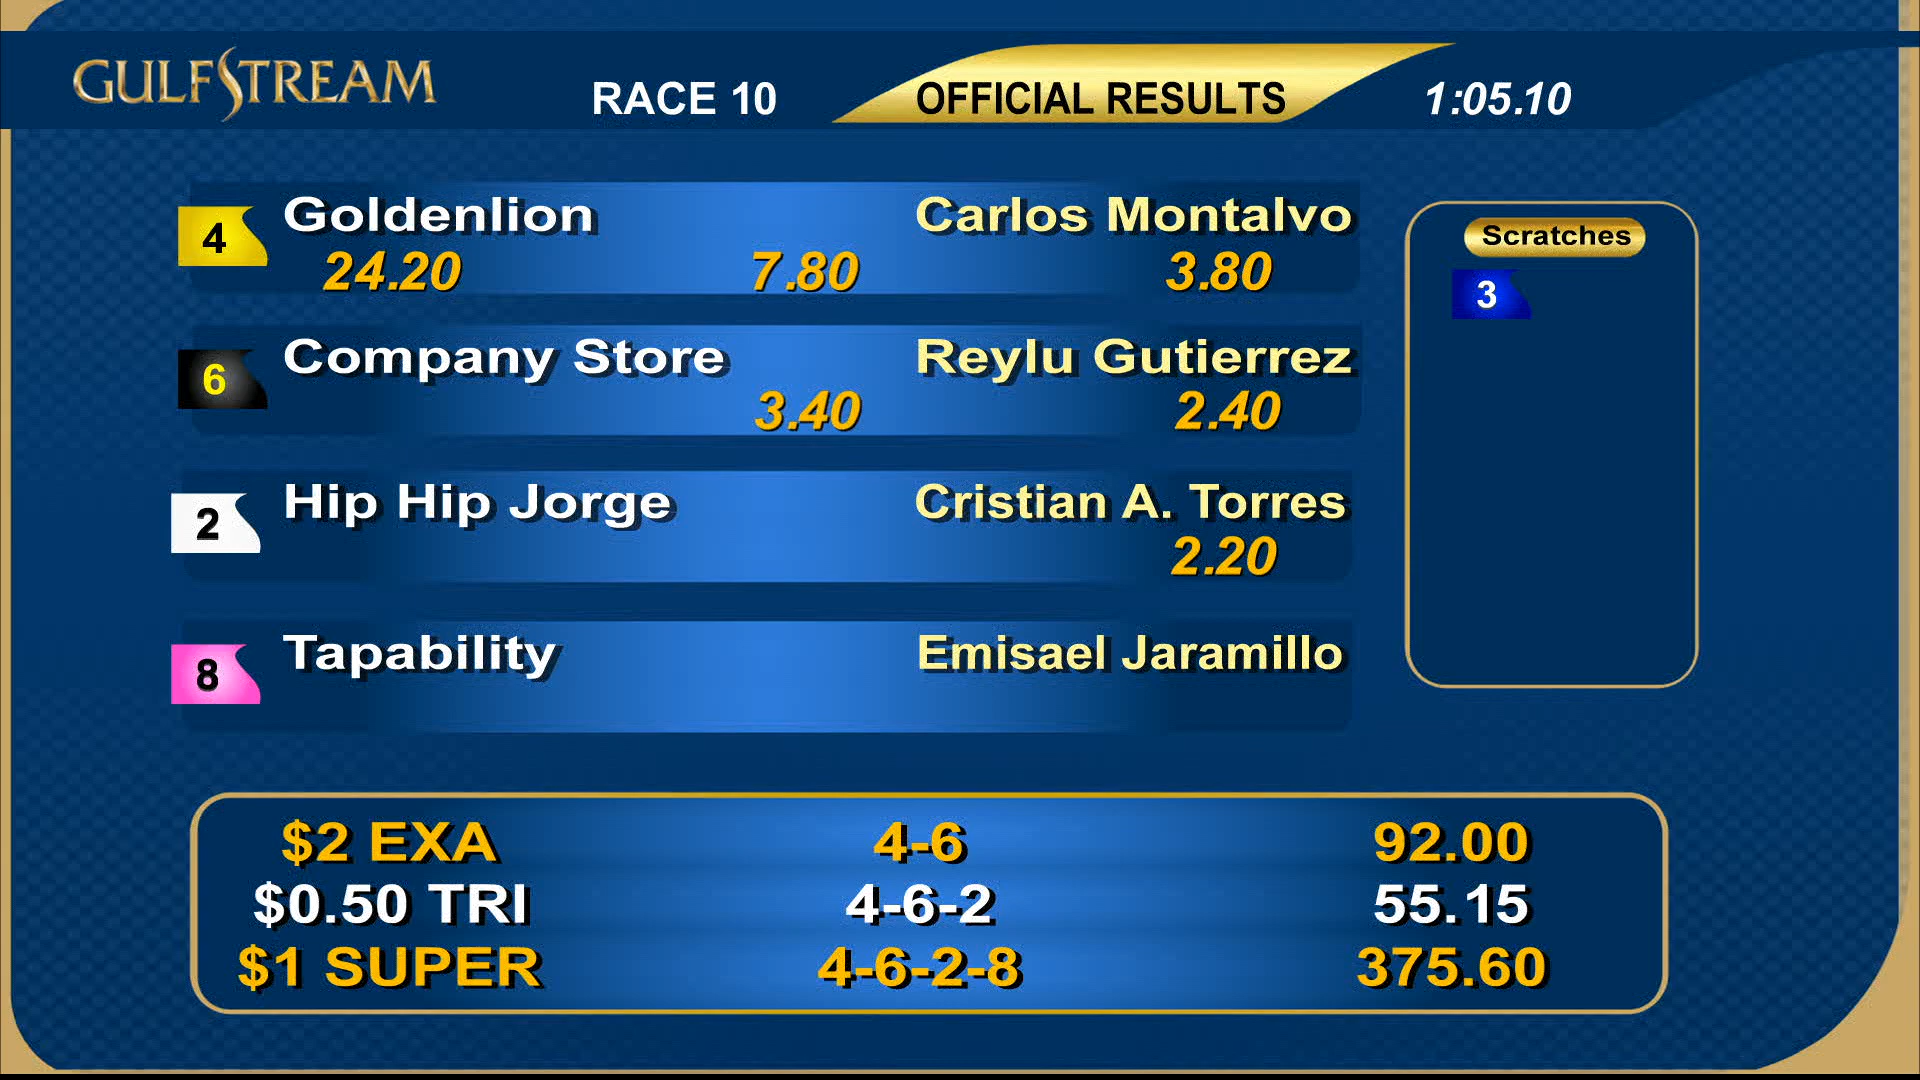 GULFSTREAM RACE 10 OFFICIAL RESULTS 1:05.10
4 Goldenlion Carlos Montalvo
24.20 7.80 3.80
6 Company Store Reylu Gutierrez
3.40 2.40
2 Hip Hip Jorge Cristian A. Torres
2.20
8 Tapability Emisael Jaramillo
Scratches
3
$2 EXA 4-6 92.00
$0.50 TRI 4-6-2 55.15
$1 SUPER 4-6-2-8 375.60